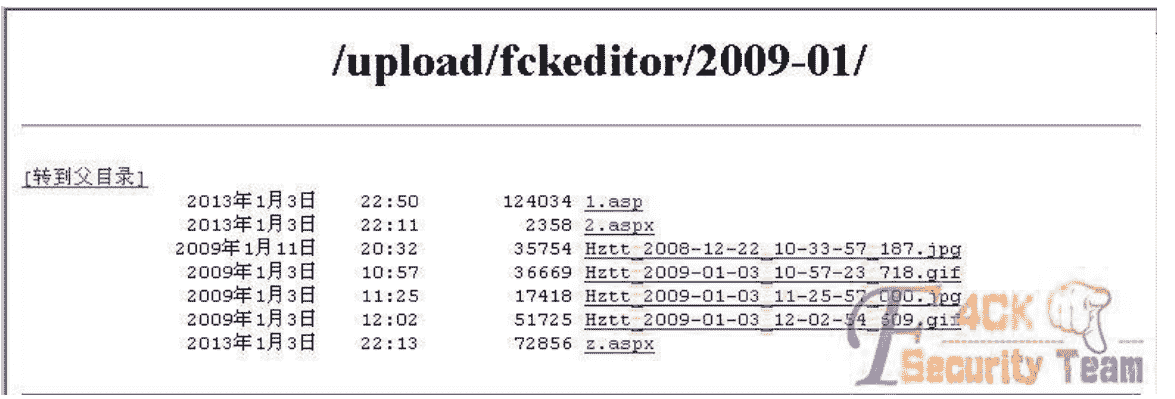 /upload/fckeditor/2009-01/
[转到父目录]
2013年1月3日 22:50 124034 1.asp
2013年1月3日 22:11 2358 2.aspx
2009年1月11日 20:32 35754 Hztt_2008-12-22_10-33-57_187.jpg
2009年1月3日 10:57 36669 Hztt_2009-01-03_10-57-23_718.gif
2009年1月3日 11:25 17418 Hztt_2009-01-03_11-25-57_000.jpg
2009年1月3日 12:02 51725 Hztt_2009-01-03_12-02-54_509.gif
2013年1月3日 22:13 72856 z.aspx
F4CK
Security Team